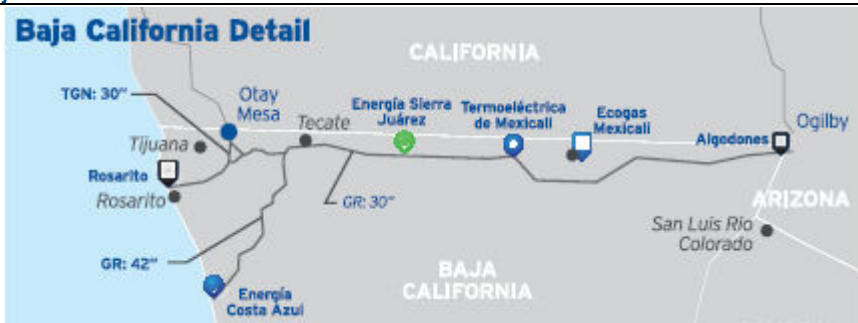 Baja California Detail
CALIFORNIA
TGN: 30"
Otay
Mesa
Tecate
Energía Sierra
Juárez
Termoeléctrica
de Mexicali
Ecogas
Mexicali
Algodones
Ogilby
Tijuana
Rosarito
Rosarito
GR: 30"
ARIZONA
San Luis Rio
Colorado
GR: 42"
BAJA
CALIFORNIA
Energía
Costa Azul